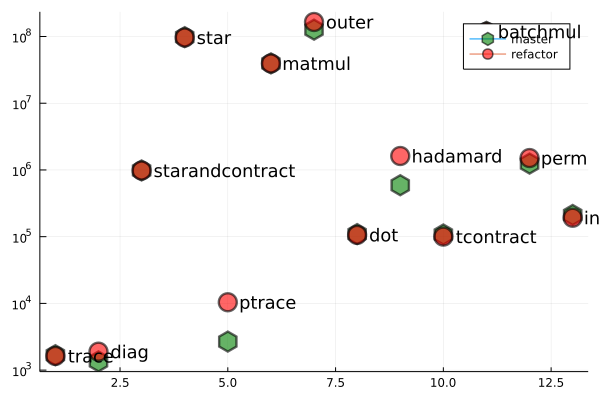 10^8
10^7
10^6
10^5
10^4
10^3
2.5
5.0
7.5
10.0
12.5
outer
star
batchmul
matmul
master
refactor
starandcontract
hadamard
perm
in
dot
tcontract
ptrace
trace
diag